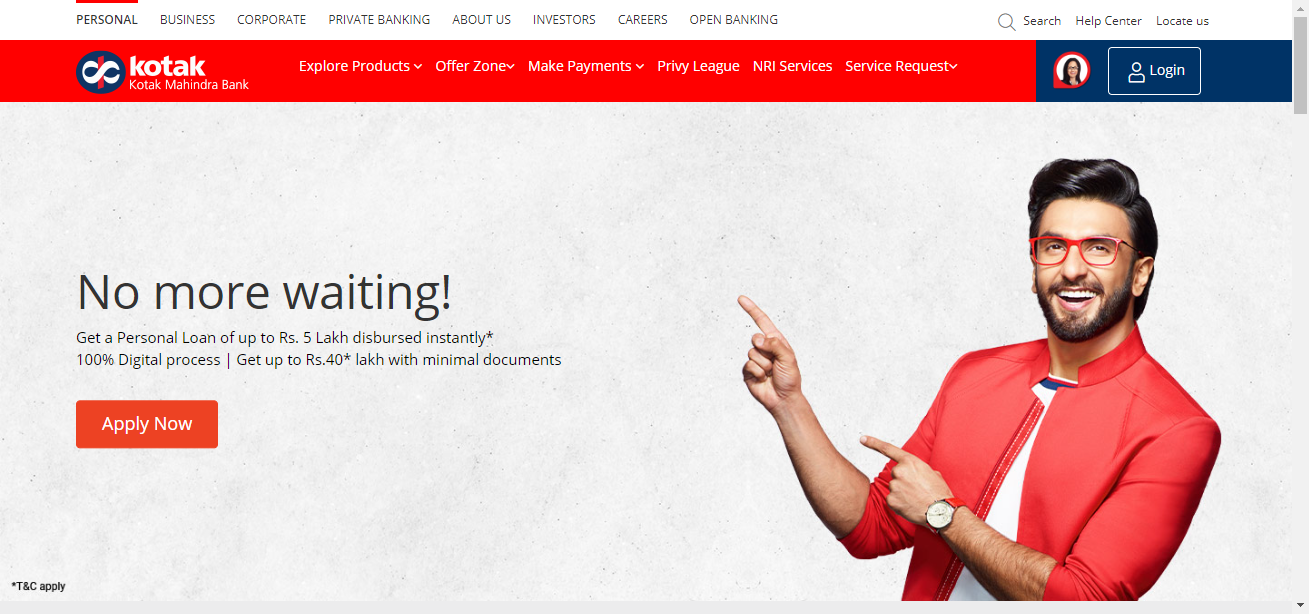 PERSONAL BUSINESS CORPORATE PRIVATE BANKING ABOUT US INVESTORS CAREERS OPEN BANKING Search Help Center Locate us
kotak
Kotak Mahindra Bank
Explore Products Offer Zone Make Payments Privy League NRI Services Service Request Login
No more waiting!
Get a Personal Loan of up to Rs. 5 Lakh disbursed instantly*
100% Digital process | Get up to Rs.40* lakh with minimal documents
Apply Now
*T&C apply